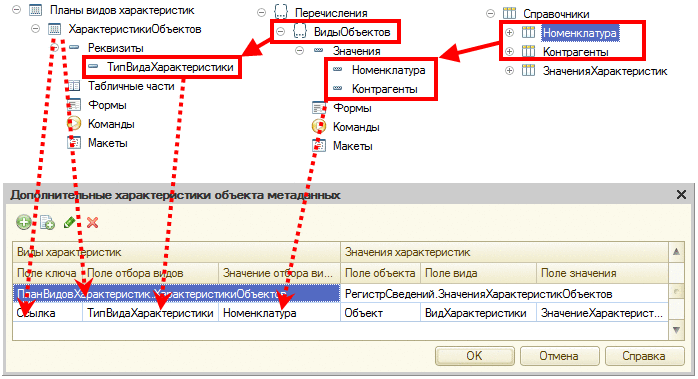 Планы видов характеристик
ХарактеристикиОбъектов
Реквизиты
ТипВидаХарактеристики
Табличные части
Формы
Команды
Макеты
Перечисления
ВидыОбъектов
Значения
Номенклатура
Контрагенты
Формы
Команды
Макеты
Справочники
Номенклатура
Контрагенты
ЗначенияХарактеристик
Дополнительные характеристики объекта метаданных
Виды характеристик Значения характеристик
Поле ключа Поле отбора видов Значение отбора ви... Поле объекта Поле вида Поле значения
ПланВидовХарактеристик.ХарактеристикиОбъектов РегистрСведений.ЗначенияХарактеристикОбъектов
Ссылка ТипВидаХарактеристики Номенклатура Объект ВидХарактеристики ЗначениеХарактерист...
OK Отмена Справка